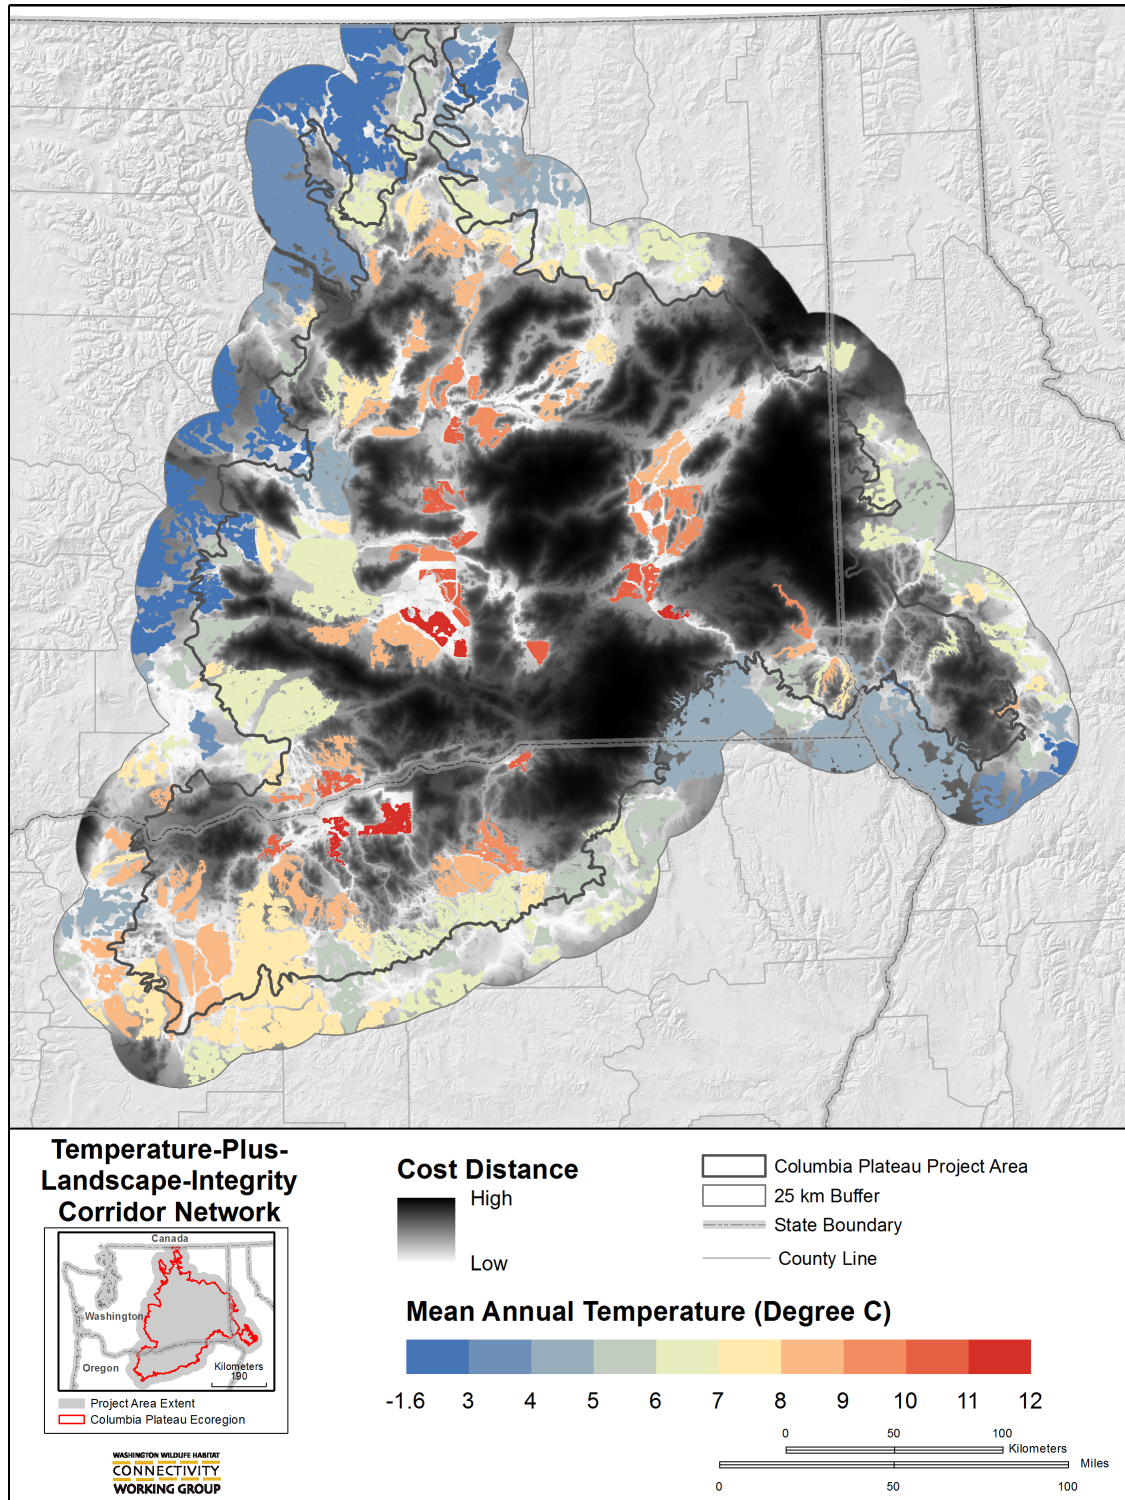 Temperature-Plus-
Landscape-Integrity
Corridor Network
Canada
Washington
Oregon
Kilometers
190
Project Area Extent
Columbia Plateau Ecoregion
WASHINGTON WILDLIFE HABITAT
CONNECTIVITY
WORKING GROUP
Cost Distance
High
Low
Columbia Plateau Project Area
25 km Buffer
State Boundary
County Line
Mean Annual Temperature (Degree C)
-1.6 3 4 5 6 7 8 9 10 11 12
0 50 100
Kilometers
Miles
0 50 100